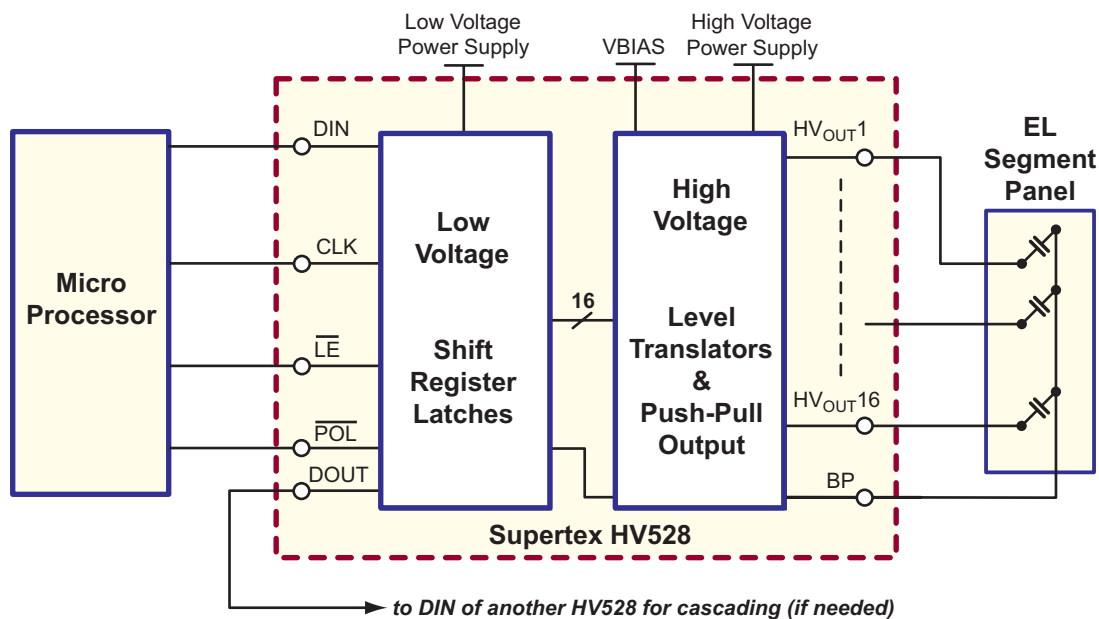 Low Voltage
Power Supply
VBIAS
High Voltage
Power Supply
Micro
Processor
DIN
CLK
L̅E̅
P̅O̅L̅
DOUT
Low
Voltage
Shift
Register
Latches
16
High
Voltage
Level
Translators
&
Push-Pull
Output
HVOUT1
HVOUT16
BP
EL
Segment
Panel
Supertex HV528
to DIN of another HV528 for cascading (if needed)